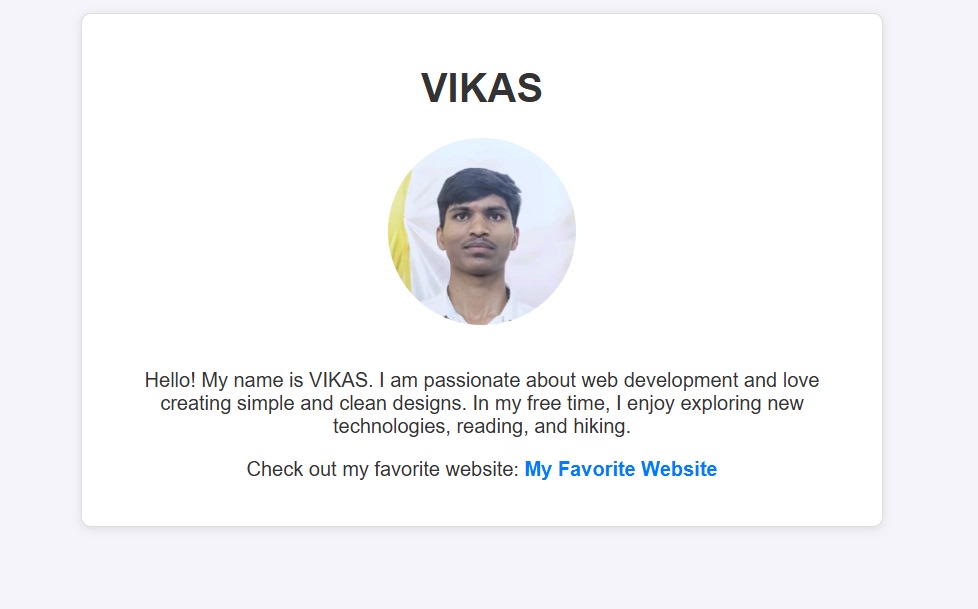 VIKAS
Hello! My name is VIKAS. I am passionate about web development and love
creating simple and clean designs. In my free time, I enjoy exploring new
technologies, reading, and hiking.
Check out my favorite website: My Favorite Website